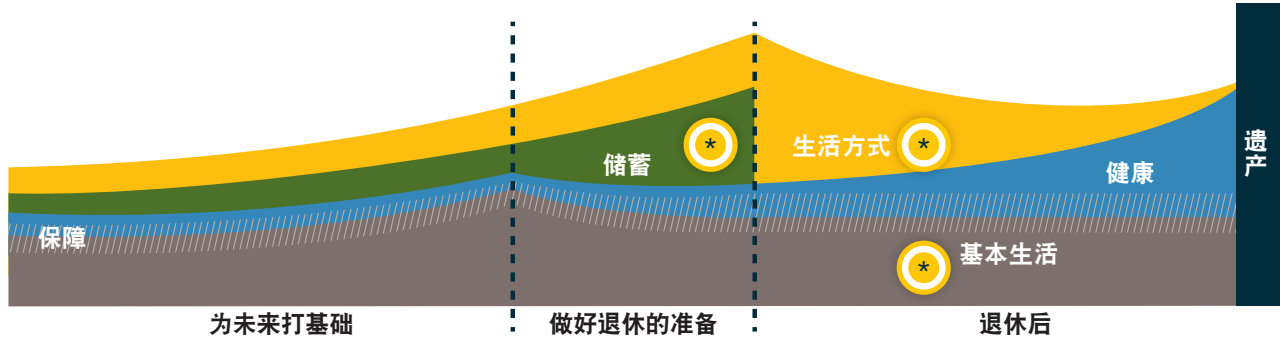 生活方式
*
*
储蓄
健康
遗产
保障
基本生活
*
为未来打基础
做好退休的准备
退休后